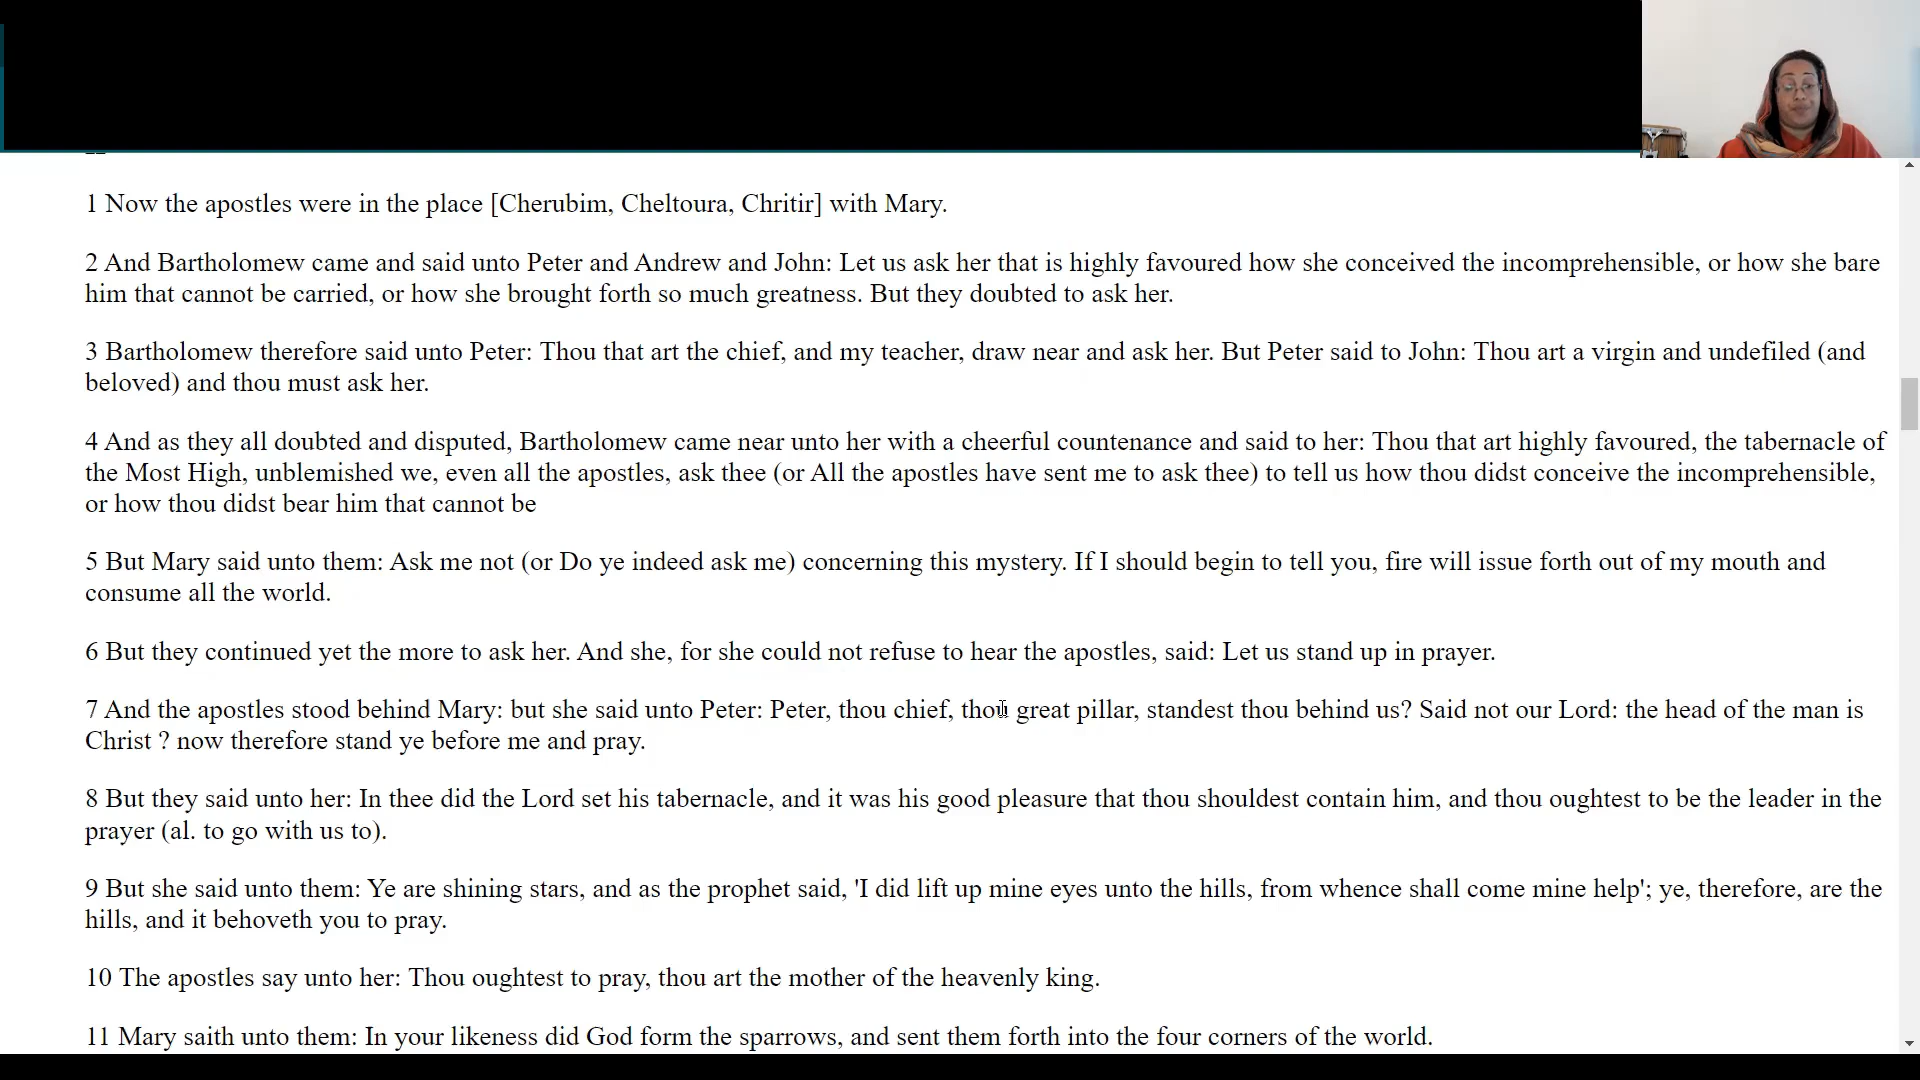 1 Now the apostles were in the place [Cherubim, Cheltoura, Chritir] with Mary.
2 And Bartholomew came and said unto Peter and Andrew and John: Let us ask her that is highly favoured how she conceived the incomprehensible, or how she bare
him that cannot be carried, or how she brought forth so much greatness. But they doubted to ask her.
3 Bartholomew therefore said unto Peter: Thou that art the chief, and my teacher, draw near and ask her. But Peter said to John: Thou art a virgin and undefiled (and
beloved) and thou must ask her.
4 And as they all doubted and disputed, Bartholomew came near unto her with a cheerful countenance and said to her: Thou that art highly favoured, the tabernacle of
the Most High, unblemished we, even all the apostles, ask thee (or All the apostles have sent me to ask thee) to tell us how thou didst conceive the incomprehensible,
or how thou didst bear him that cannot be
5 But Mary said unto them: Ask me not (or Do ye indeed ask me) concerning this mystery. If I should begin to tell you, fire will issue forth out of my mouth and
consume all the world.
6 But they continued yet the more to ask her. And she, for she could not refuse to hear the apostles, said: Let us stand up in prayer.
7 And the apostles stood behind Mary: but she said unto Peter: Peter, thou chief, thou great pillar, standest thou behind us? Said not our Lord: the head of the man is
Christ ? now therefore stand ye before me and pray.
8 But they said unto her: In thee did the Lord set his tabernacle, and it was his good pleasure that thou shouldest contain him, and thou oughtest to be the leader in the
prayer (al. to go with us to).
9 But she said unto them: Ye are shining stars, and as the prophet said, 'I did lift up mine eyes unto the hills, from whence shall come mine help'; ye, therefore, are the
hills, and it behoveth you to pray.
10 The apostles say unto her: Thou oughtest to pray, thou art the mother of the heavenly king.
11 Mary saith unto them: In your likeness did God form the sparrows, and sent them forth into the four corners of the world.